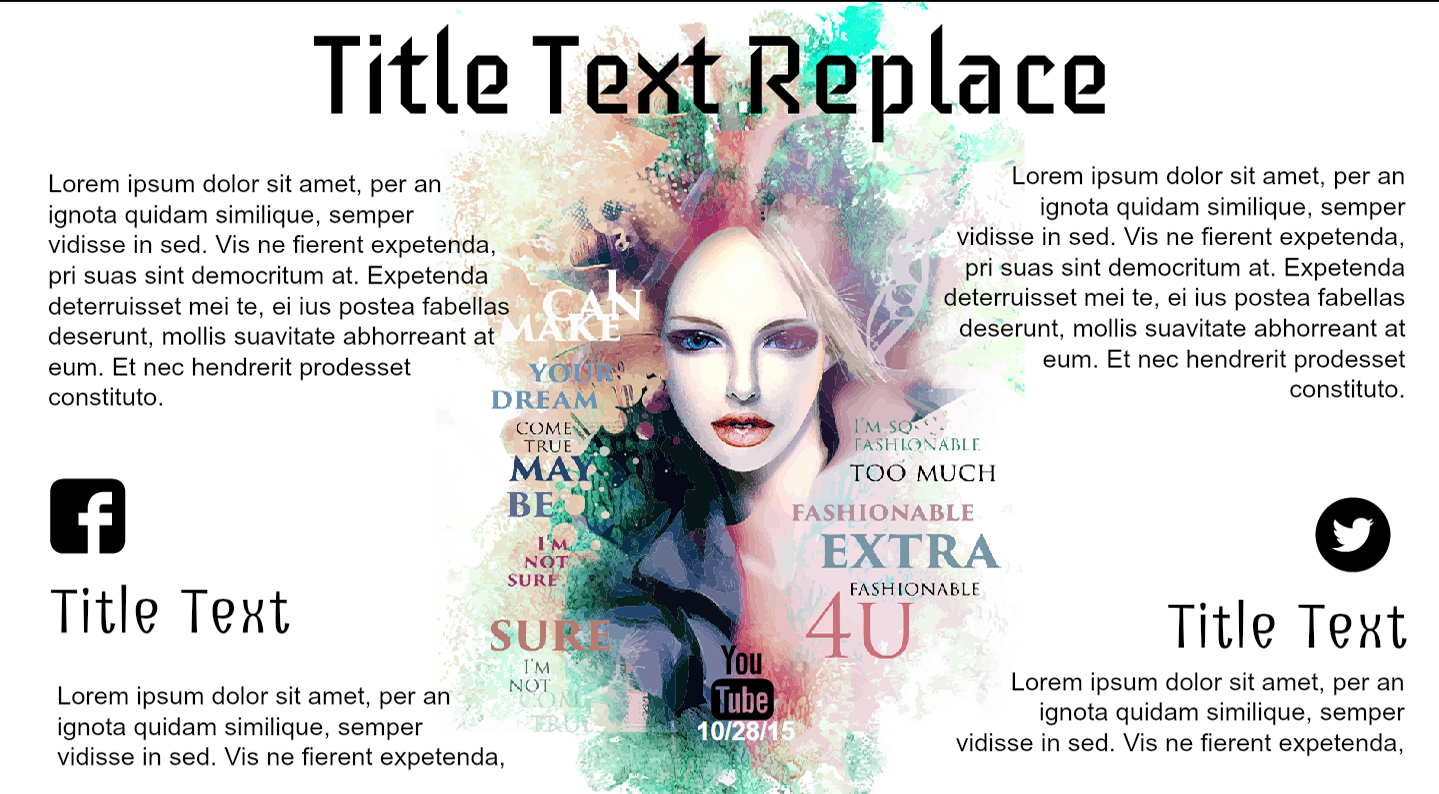 Title Text Replace
Lorem ipsum dolor sit amet, per an
ignota quidam similique, semper
vidisse in sed. Vis ne fierent expetenda,
pri suas sint democritum at. Expetenda
deterruisset mei te, ei ius postea fabellas
deserunt, mollis suavitate abhorreant at
eum. Et nec hendrerit prodesset
constituto.
Lorem ipsum dolor sit amet, per an
ignota quidam similique, semper
vidisse in sed. Vis ne fierent expetenda,
pri suas sint democritum at. Expetenda
deterruisset mei te, ei ius postea fabellas
deserunt, mollis suavitate abhorreant at
eum. Et nec hendrerit prodesset
constituto.
I
CAN
MAKE
YOUR
DREAM
COME
TRUE
MAY
BE
I'M
NOT
SURE
SURE
I'M
NOT
COME
TRUE
I'M SO
FASHIONABLE
TOO MUCH
FASHIONABLE
EXTRA
FASHIONABLE
4U
Title Text
Lorem ipsum dolor sit amet, per an
ignota quidam similique, semper
vidisse in sed. Vis ne fierent expetenda,
You
Tube
10/28/15
Title Text
Lorem ipsum dolor sit amet, per an
ignota quidam similique, semper
vidisse in sed. Vis ne fierent expetenda,